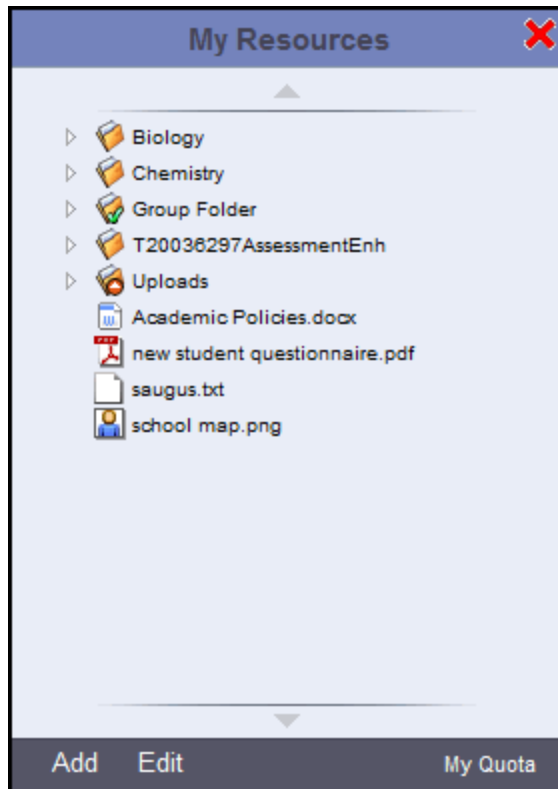 My Resources
Biology
Chemistry
Group Folder
T20036297AssessmentEnh
Uploads
Academic Policies.docx
new student questionnaire.pdf
saugus.txt
school map.png
Add Edit My Quota